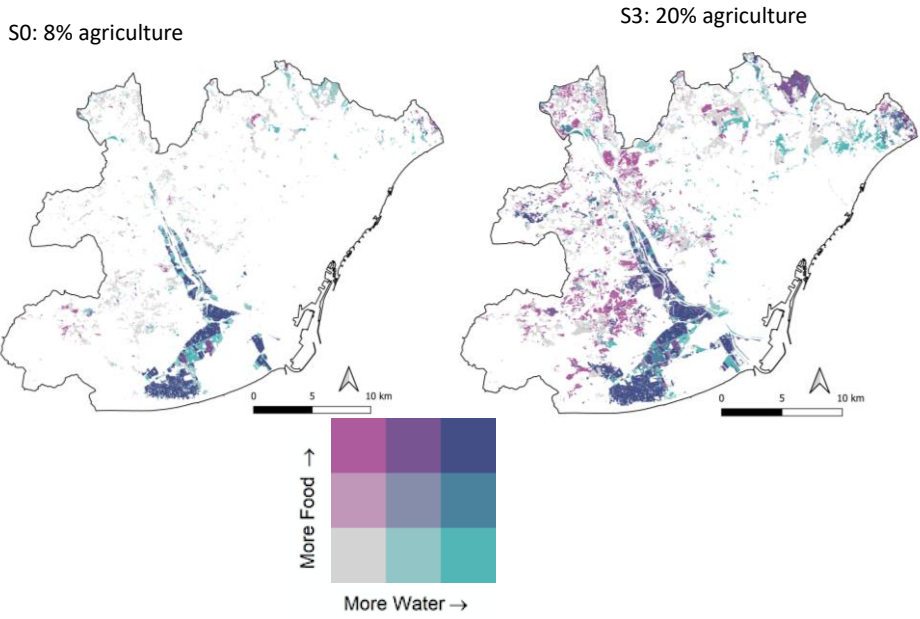 S0: 8% agriculture
S3: 20% agriculture
0 5 10 km
0 5 10 km
More Food →
More Water →